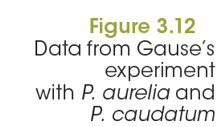 Figure 3.12
Data from Gause's
experiment
with P. aurelia and
P. caudatum